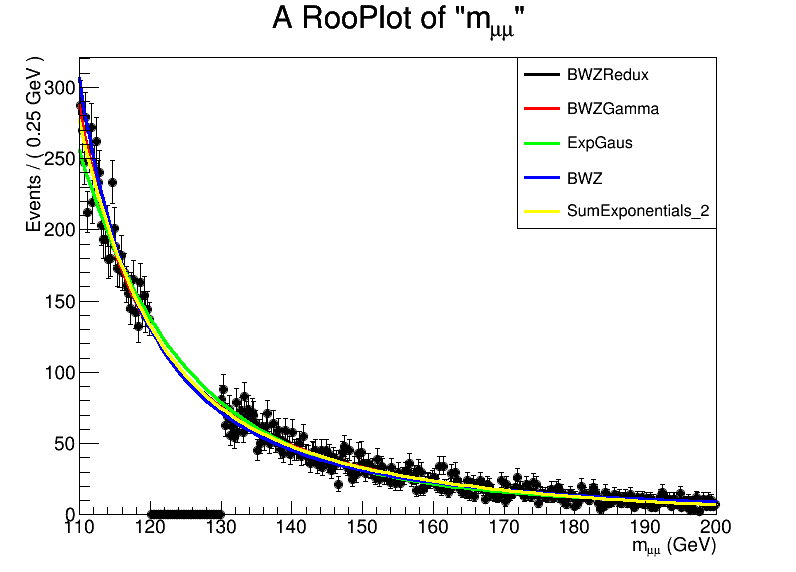 A RooPlot of "mμμ"
Events / ( 0.25 GeV )
300
250
200
150
100
50
0
BWZRedux
BWZGamma
ExpGaus
BWZ
SumExponentials_2
110 120 130 140 150 160 170 180 190 200
mμμ (GeV)